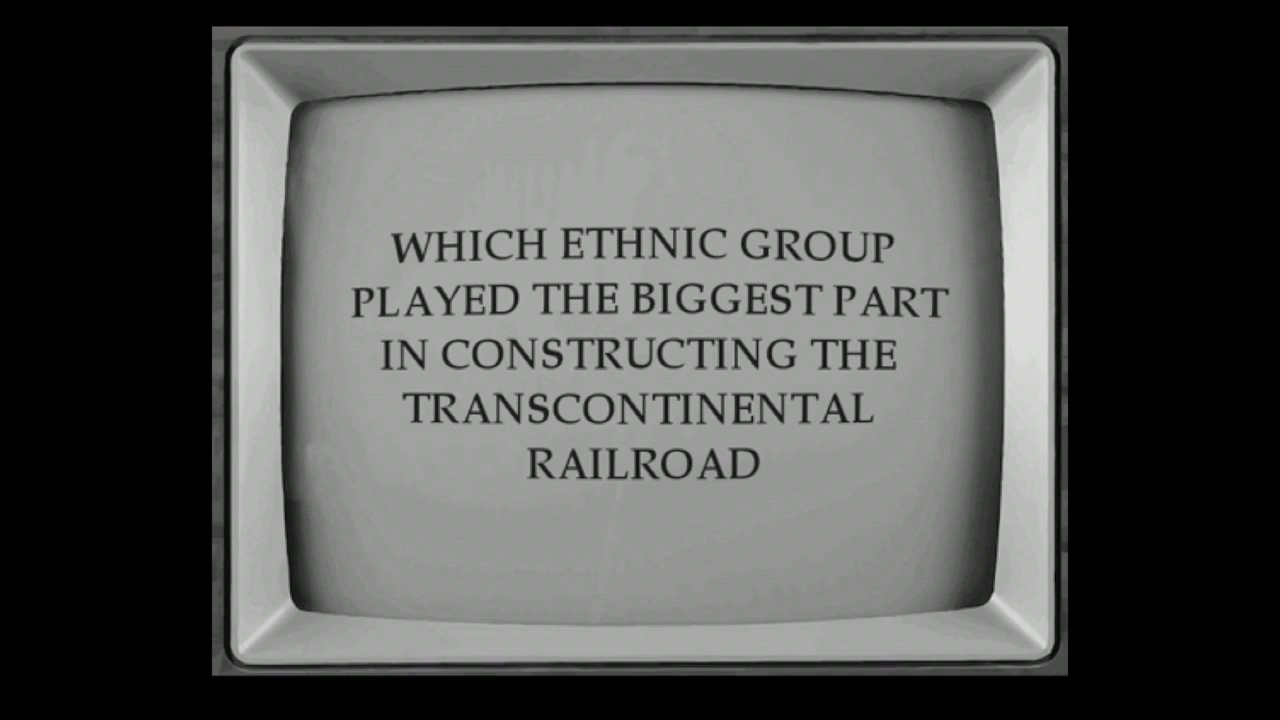 WHICH ETHNIC GROUP
PLAYED THE BIGGEST PART
IN CONSTRUCTING THE
TRANSCONTINENTAL
RAILROAD